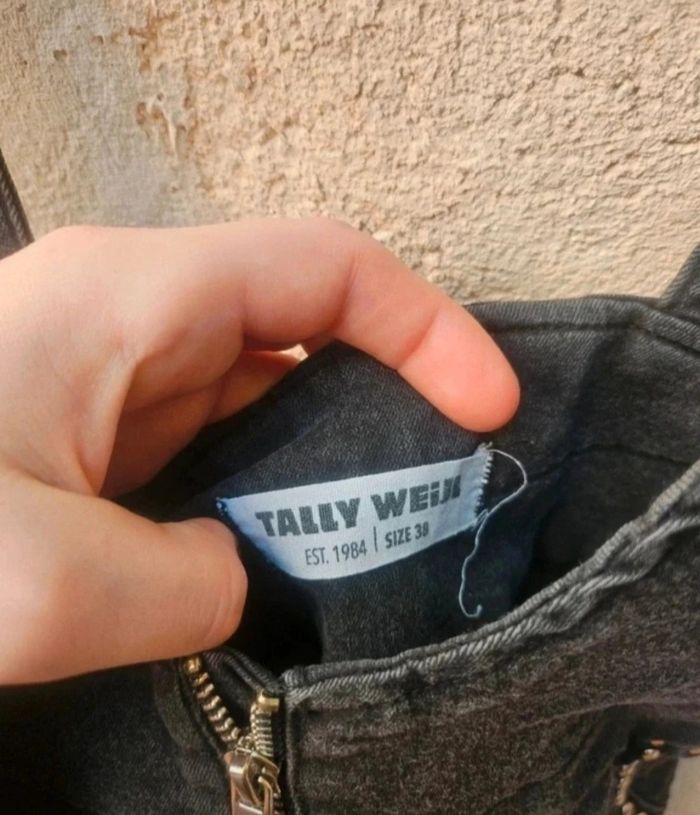 TALLY WEiJL
EST. 1984 | SIZE 38